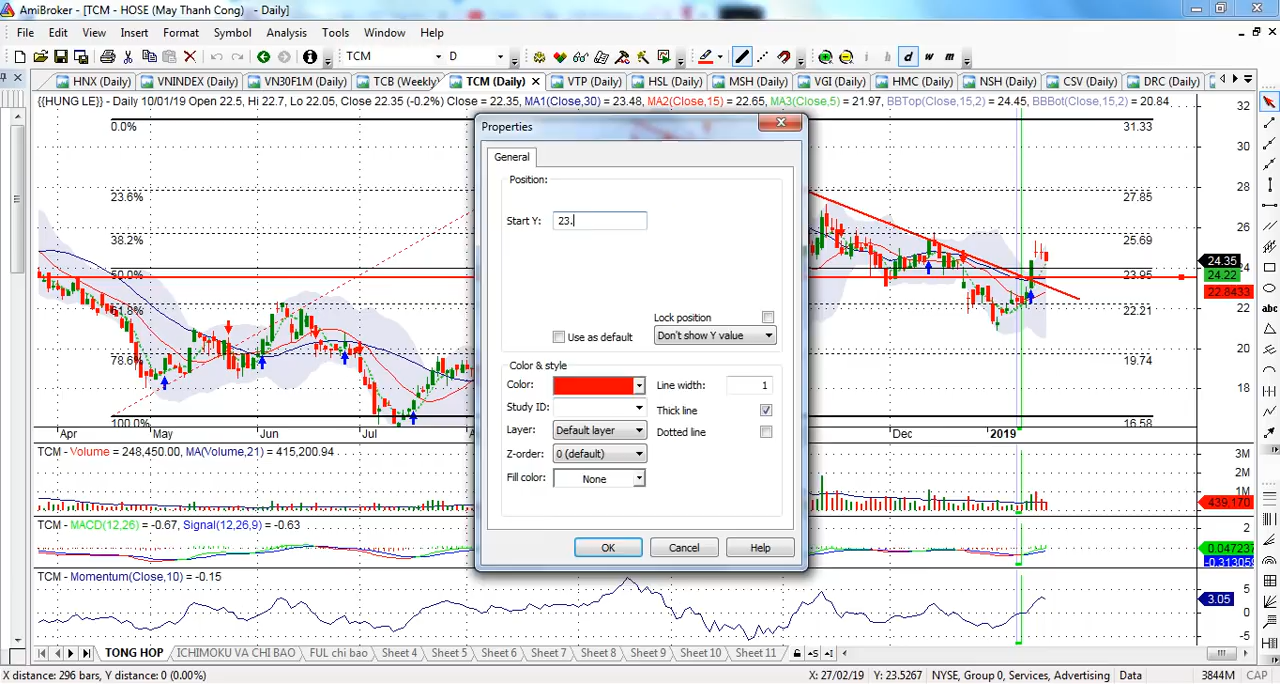 AmiBroker - [TCM - HOSE (May Thanh Cong) - Daily]
File Edit View Insert Format Symbol Analysis Tools Window Help
TCM D d w m
HNX (Daily) VNINDEX (Daily) VN30F1M (Daily) TCB (Weekly) TCM (Daily) VTP (Daily) HSL (Daily) MSH (Daily) VGI (Daily) HMC (Daily) NSH (Daily) CSV (Daily) DRC (Daily)
{{HUNG LE}} - Daily 10/01/19 Open 22.5, Hi 22.7, Lo 22.05, Close 22.35 (-0.2%) Close = 22.35, MA1(Close,30) = 23.48, MA2(Close,15) = 22.65, MA3(Close,5) = 21.97, BBTop(Close,15,2) = 24.45, BBBot(Close,15,2) = 20.84
0.0%
23.6%
38.2%
50.0%
61.8%
78.6%
100.0%
31.33
27.85
25.69
23.95
22.21
19.74
16.58
32
30
28
26
24
22
20
18
24.35
24.22
22.8433
Properties
General
Position:
Start Y: 23.
Lock position
Use as default
Don't show Y value
Color & style
Color:
Line width: 1
Study ID:
Thick line
Layer: Default layer
Dotted line
Z-order: 0 (default)
Fill color: None
OK Cancel Help
Apr May Jun Jul Dec 2019
TCM - Volume = 248,450.00, MA(Volume,21) = 415,200.94
3M
2M
1M
439,170
TCM - MACD(12,26) = -0.67, Signal(12,26,9) = -0.63
2
0.047237
-0.313059
TCM - Momentum(Close,10) = -0.15
5
3.05
0
-5
TONG HOP ICHIMOKU VA CHI BAO FUL chi bao Sheet 4 Sheet 5 Sheet 6 Sheet 7 Sheet 8 Sheet 9 Sheet 10 Sheet 11
X distance: 296 bars, Y distance: 0 (0.00%) X: 27/02/19 Y: 23.5267 NYSE, Group 0, Services, Advertising Data 3844M CAP